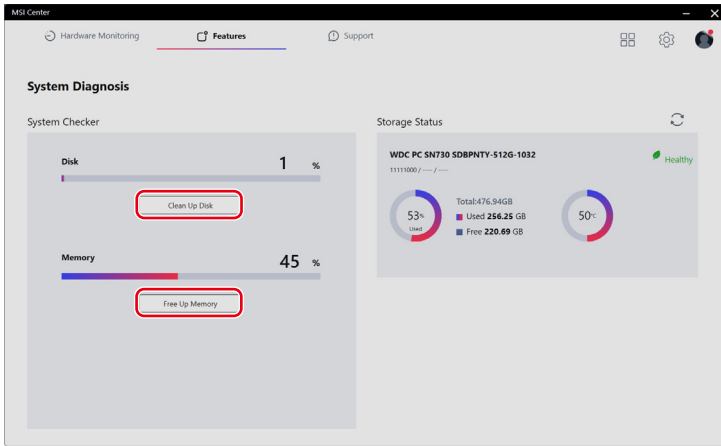 MSI Center
Hardware Monitoring
Features
Support
System Diagnosis
System Checker
Disk
1 %
Clean Up Disk
Memory
45 %
Free Up Memory
Storage Status
WDC PC SN730 SDBPNTY-512G-1032
11111000 / ---- / ----
Healthy
53%
Used
Total:476.94GB
Used 256.25 GB
Free 220.69 GB
50°C